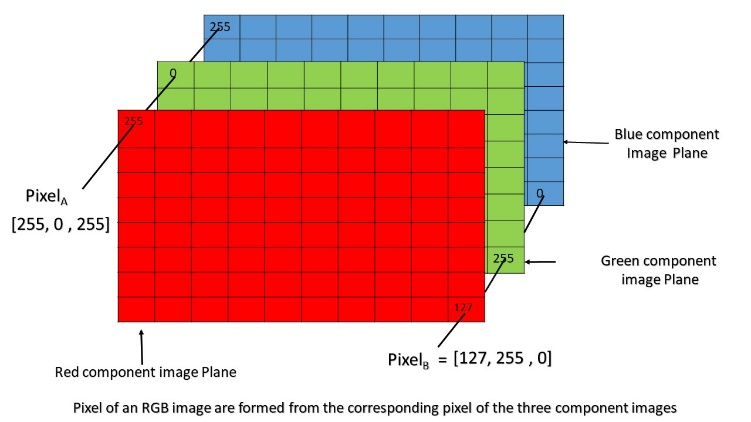 255
0
255
Blue component
Image Plane
Pixel_A
[255, 0 , 255]
0
255
Green component
image Plane
127
Pixel_B = [127, 255 , 0]
Red component image Plane
Pixel of an RGB image are formed from the corresponding pixel of the three component images